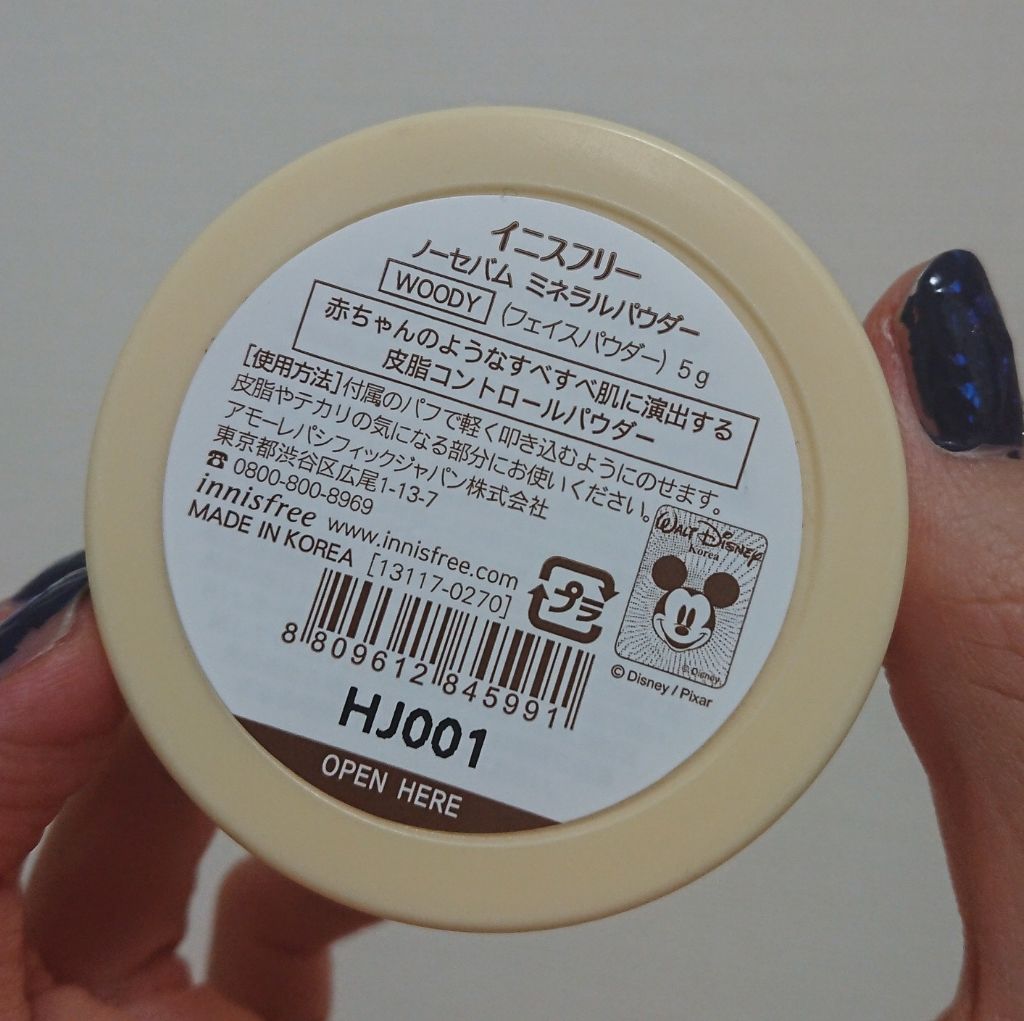 イニスフリー
ノーセバム ミネラルパウダー
WOODY (フェイスパウダー) 5g
赤ちゃんのようなすべすべ肌に演出する
皮脂コントロールパウダー
[使用方法]付属のパフで軽く叩き込むようにのせます。
皮脂やテカリの気になる部分にお使いください。
アモーレパシフィックジャパン株式会社
東京都渋谷区広尾1-13-7
☎ 0800-800-8969
innisfree www.innisfree.com
MADE IN KOREA [13117-0270]
プラ
WALT DISNEY
Korea
© Disney
© Disney / Pixar
8 809612 845991
HJ001
OPEN HERE